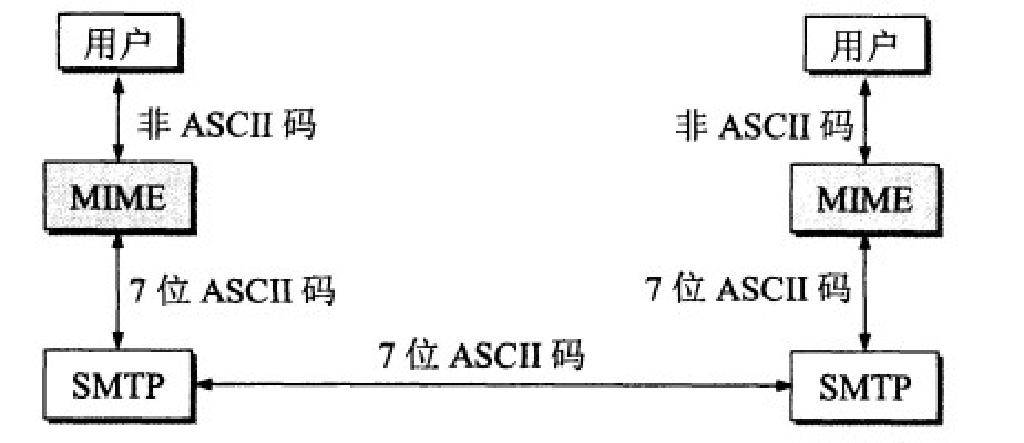 用户 用户
非 ASCII 码 非 ASCII 码
MIME MIME
7 位 ASCII 码 7 位 ASCII 码
7 位 ASCII 码
SMTP SMTP